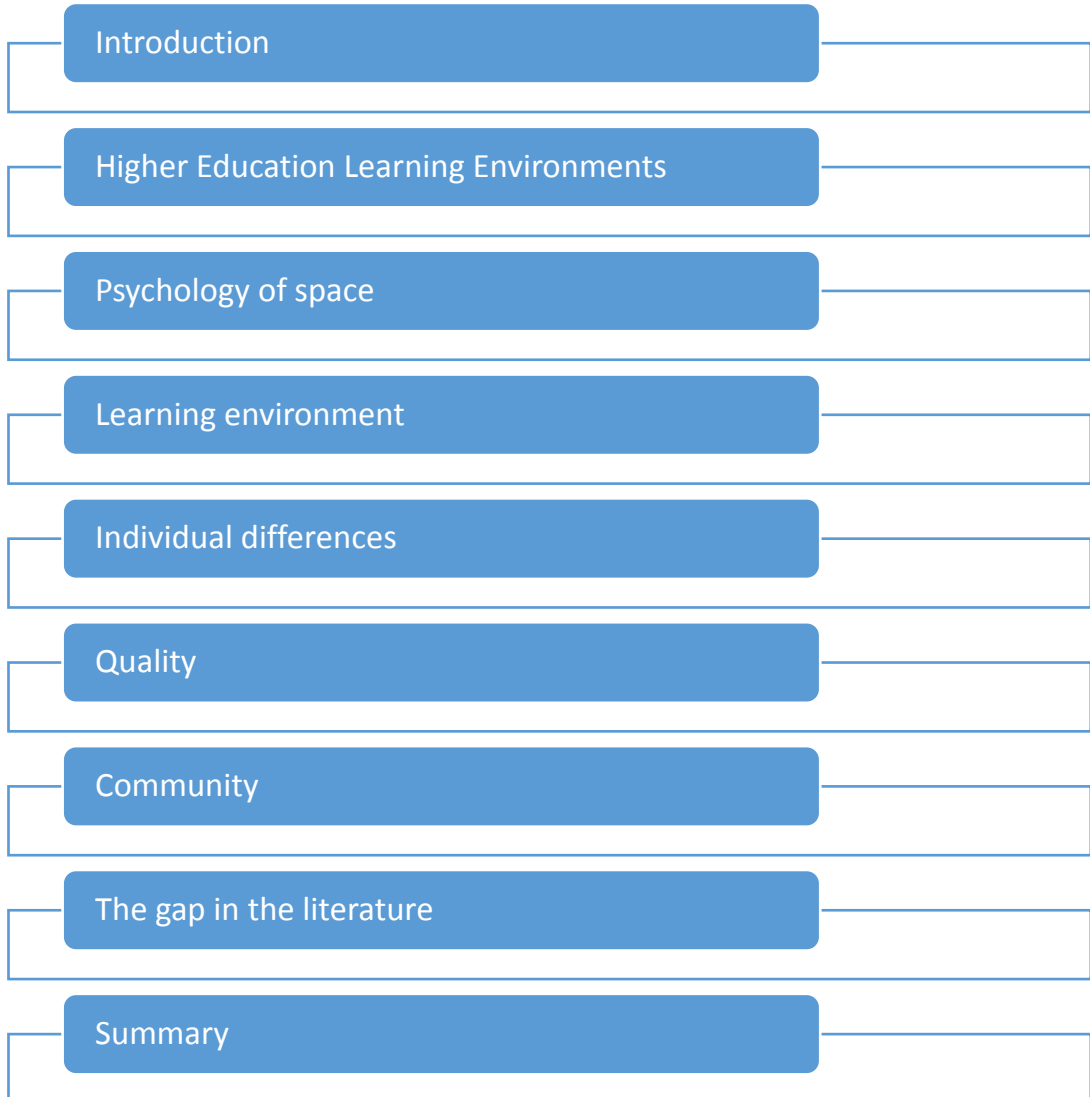 Introduction
Higher Education Learning Environments
Psychology of space
Learning environment
Individual differences
Quality
Community
The gap in the literature
Summary